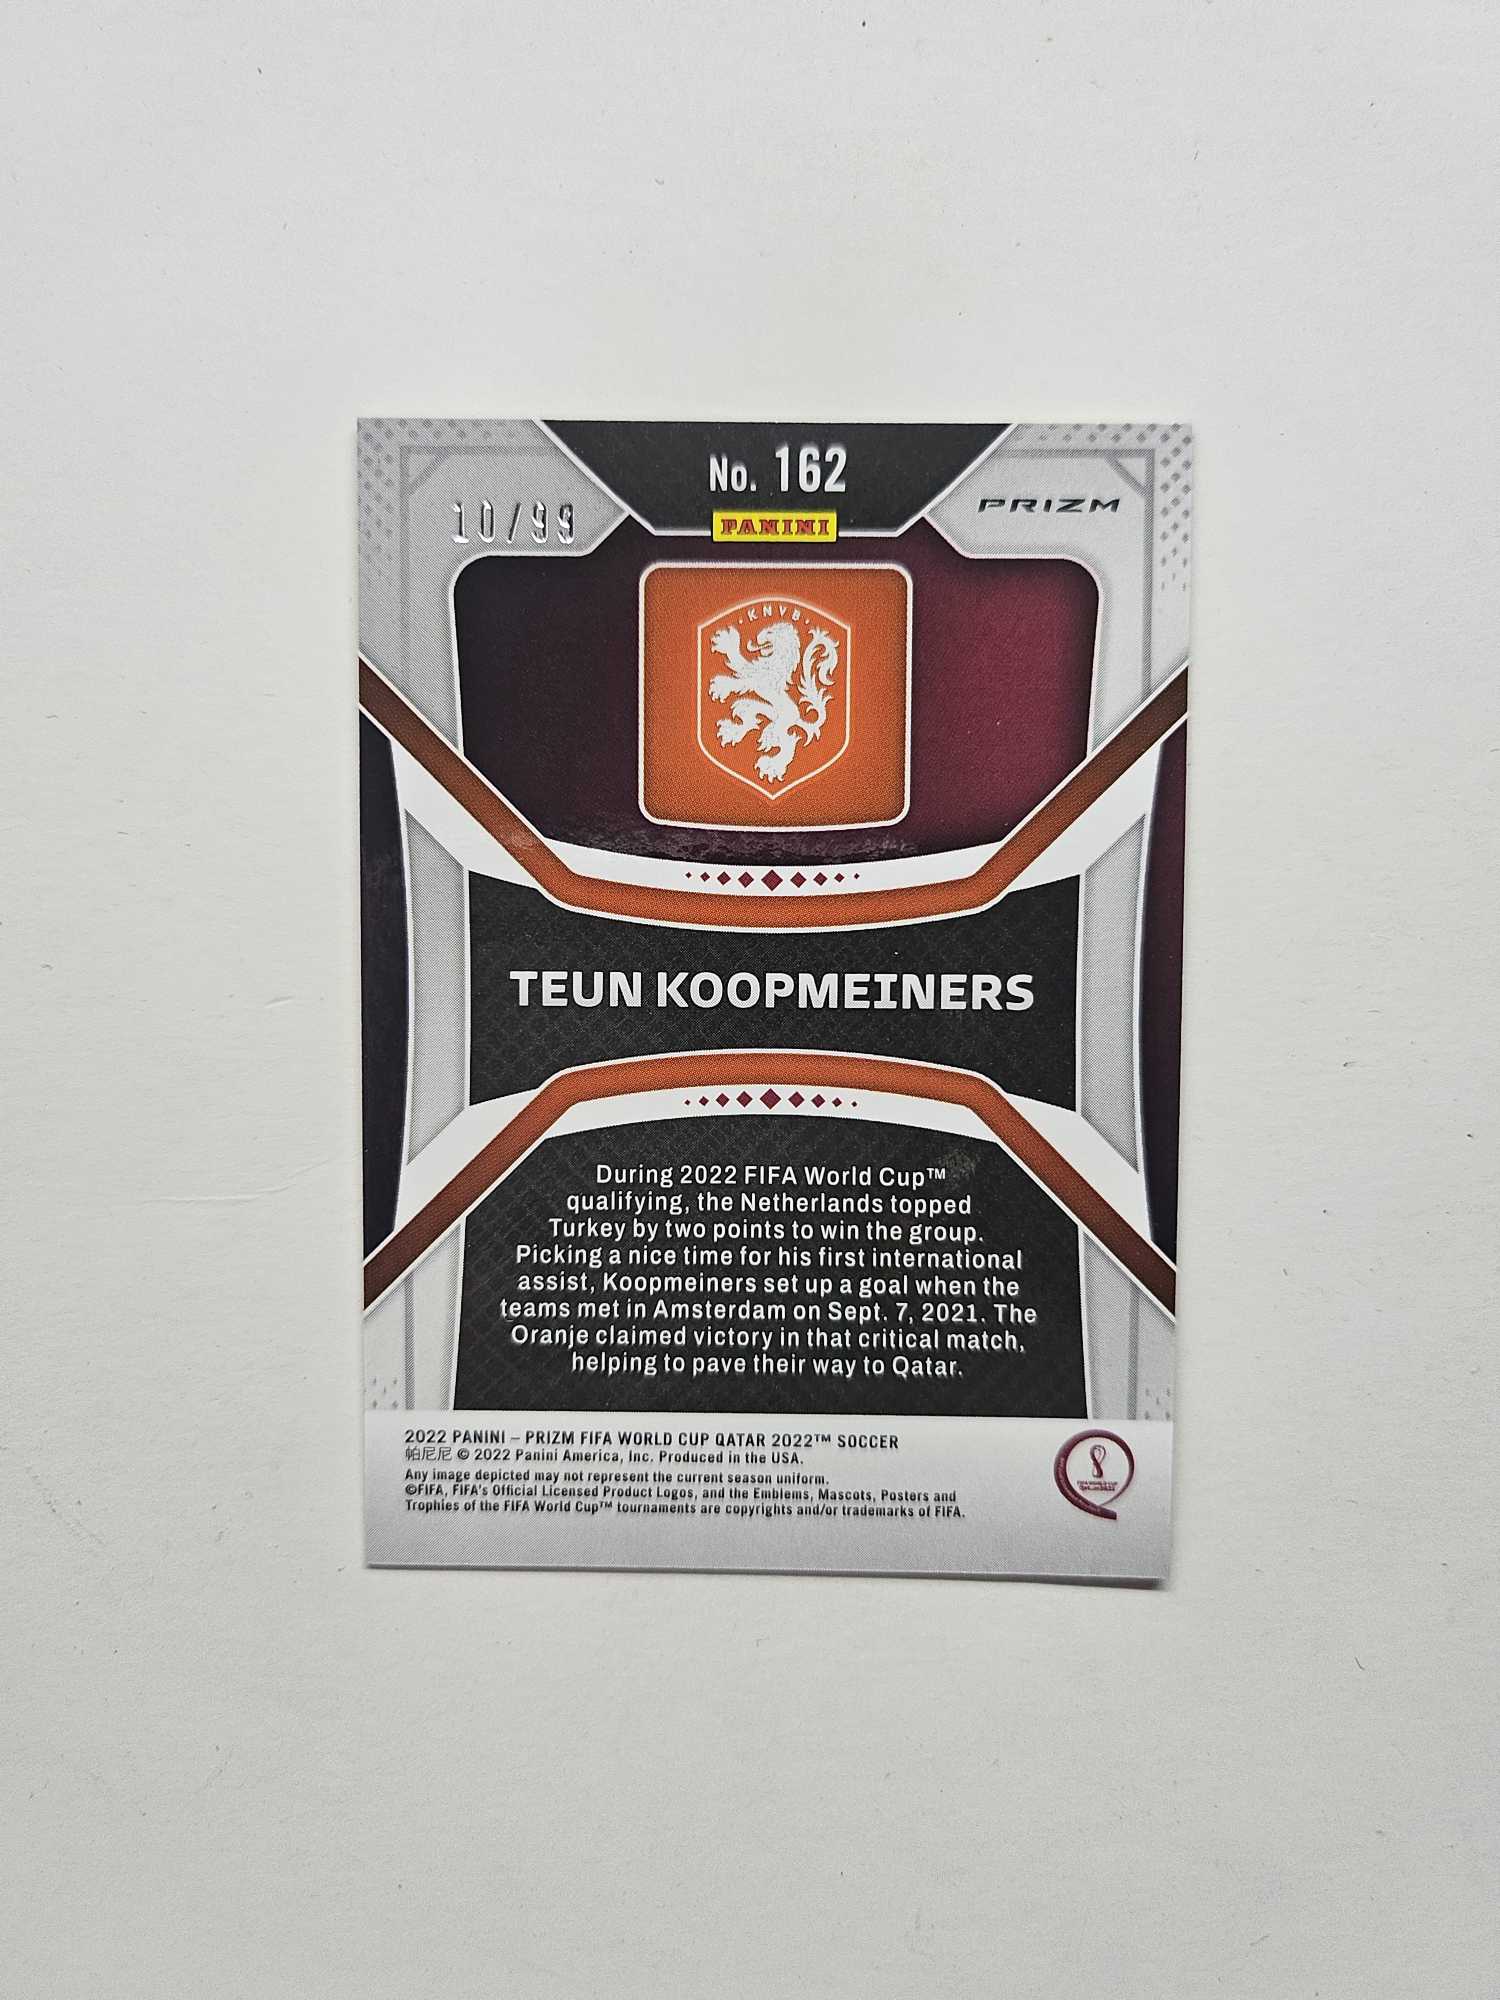 No. 162
10/99
PRIZM
PANINI
KNVB
TEUN KOOPMEINERS
During 2022 FIFA World Cup™
qualifying, the Netherlands topped
Turkey by two points to win the group.
Picking a nice time for his first international
assist, Koopmeiners set up a goal when the
teams met in Amsterdam on Sept. 7, 2021. The
Oranje claimed victory in that critical match,
helping to pave their way to Qatar.
2022 PANINI – PRIZM FIFA WORLD CUP QATAR 2022™ SOCCER
帕尼尼 © 2022 Panini America, Inc. Produced in the USA.
Any image depicted may not represent the current season uniform.
©FIFA, FIFA's Official Licensed Product Logos, and the Emblems, Mascots, Posters and
Trophies of the FIFA World Cup™ tournaments are copyrights and/or trademarks of FIFA.
FIFA WORLD CUP